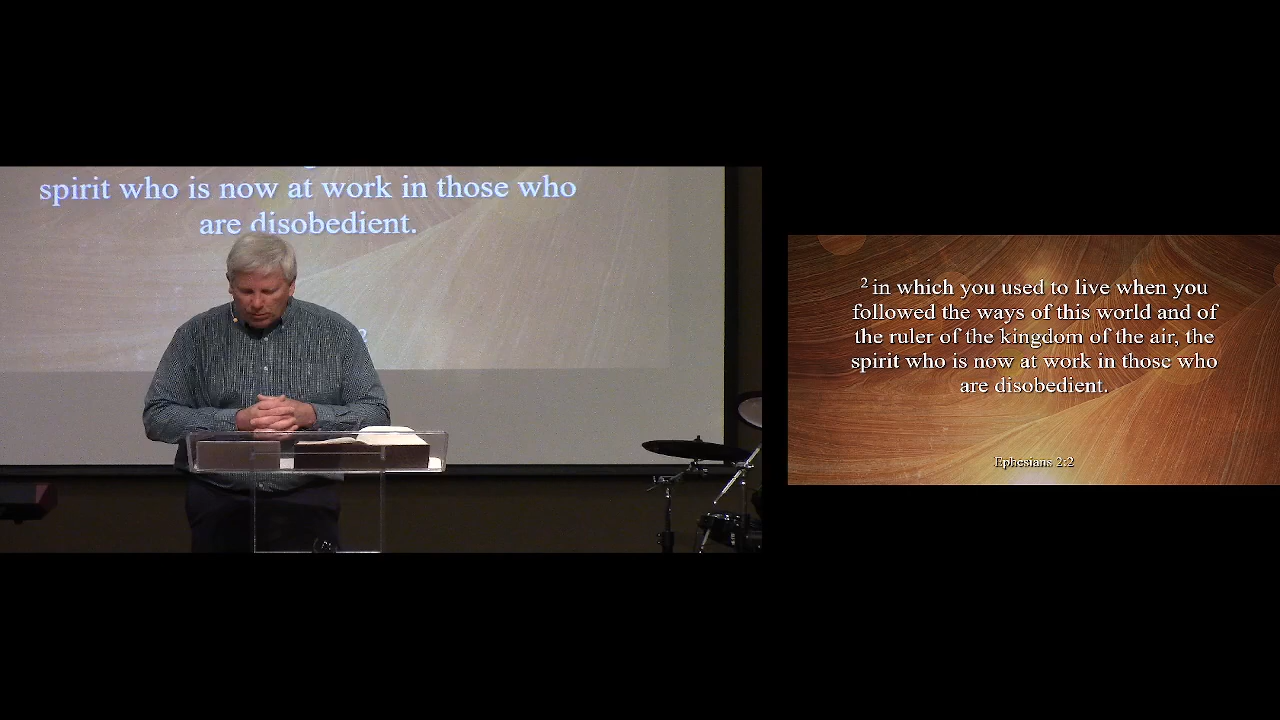 spirit who is now at work in those who
are disobedient.
2 in which you used to live when you
followed the ways of this world and of
the ruler of the kingdom of the air, the
spirit who is now at work in those who
are disobedient.
Ephesians 2:2